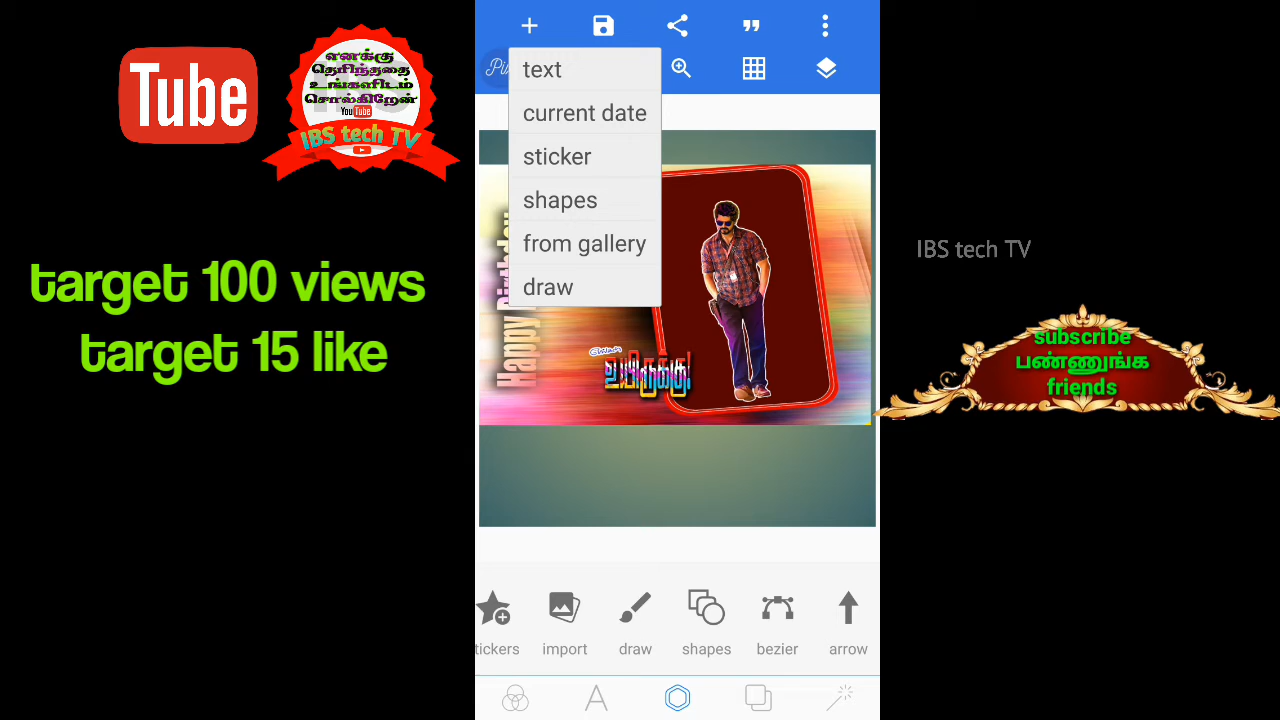 Tube
எனக்கு
தெரிந்ததை
உங்களிடம்
சொல்கிறேன்
YouTube
IBS tech TV
target 100 views
target 15 like
text
current date
sticker
shapes
from gallery
draw
Happy
உயிருக்கு!
IBS tech TV
subscribe
பண்ணுங்க
friends
tickers
import
draw
shapes
bezier
arrow